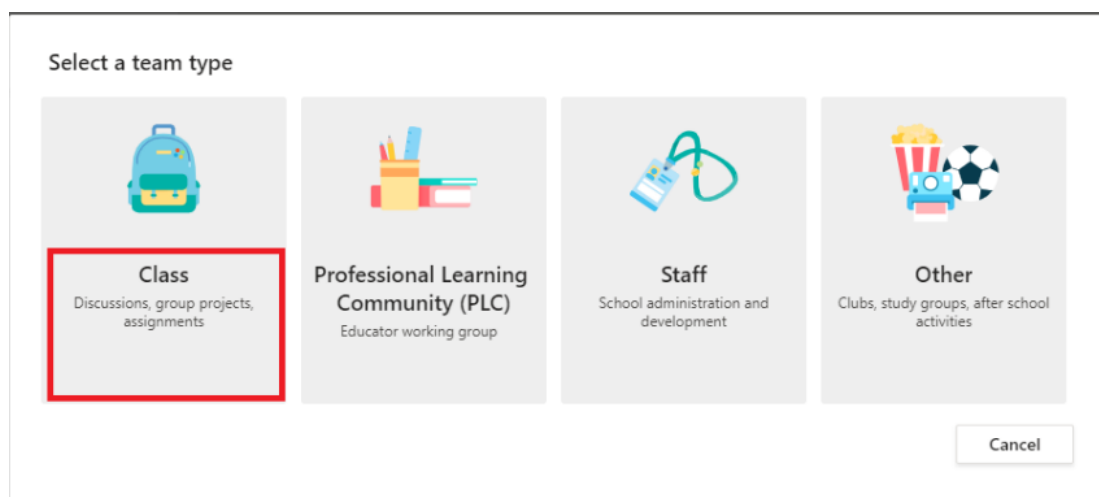 Select a team type
Class
Discussions, group projects,
assignments
Professional Learning
Community (PLC)
Educator working group
Staff
School administration and
development
Other
Clubs, study groups, after school
activities
Cancel